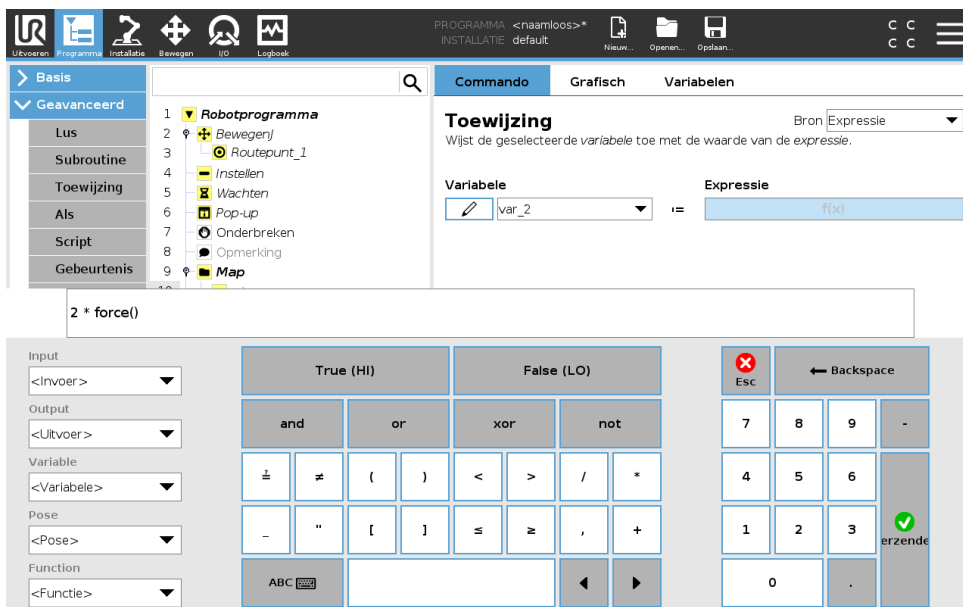 PROGRAMMA <naamloos>*
INSTALLATIE default
Uitvoeren Programma Installatie Bewegen I/O Logboek Nieuw... Openen... Opslaan...
C C
C C
Basis
Geavanceerd
Lus
Subroutine
Toewijzing
Als
Script
Gebeurtenis
1 Robotprogramma
2 BewegenJ
3 Routepunt_1
4 Instellen
5 Wachten
6 Pop-up
7 Onderbreken
8 Opmerking
9 Map
Commando Grafisch Variabelen
Toewijzing
Bron Expressie
Wijst de geselecteerde variabele toe met de waarde van de expressie.
Variabele Expressie
var_2 := f(x)
2 * force()
Input
<Invoer>
Output
<Uitvoer>
Variable
<Variabele>
Pose
<Pose>
Function
<Functie>
True (HI) False (LO)
and or xor not
≟ ≠ ( ) < > / *
_ " [ ] ≤ ≥ , +
ABC
Esc Backspace
7 8 9 -
4 5 6
1 2 3
erzende
0 .